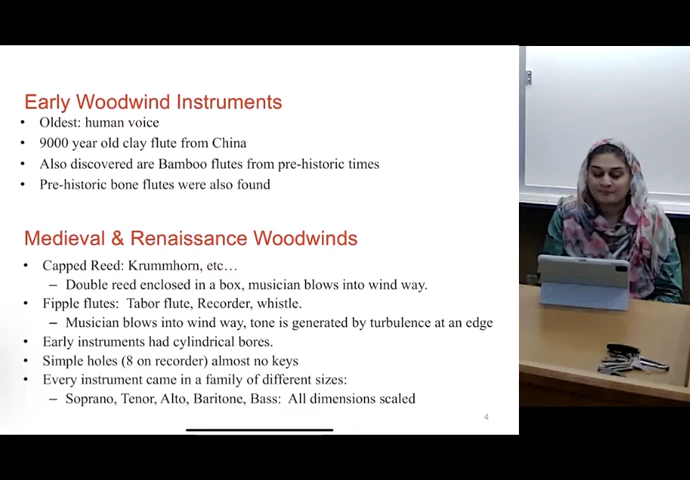 Early Woodwind Instruments
• Oldest: human voice
• 9000 year old clay flute from China
• Also discovered are Bamboo flutes from pre-historic times
• Pre-historic bone flutes were also found
Medieval & Renaissance Woodwinds
• Capped Reed: Krummhorn, etc…
– Double reed enclosed in a box, musician blows into wind way.
• Fipple flutes: Tabor flute, Recorder, whistle.
– Musician blows into wind way, tone is generated by turbulence at an edge
• Early instruments had cylindrical bores.
• Simple holes (8 on recorder) almost no keys
• Every instrument came in a family of different sizes:
– Soprano, Tenor, Alto, Baritone, Bass: All dimensions scaled
4